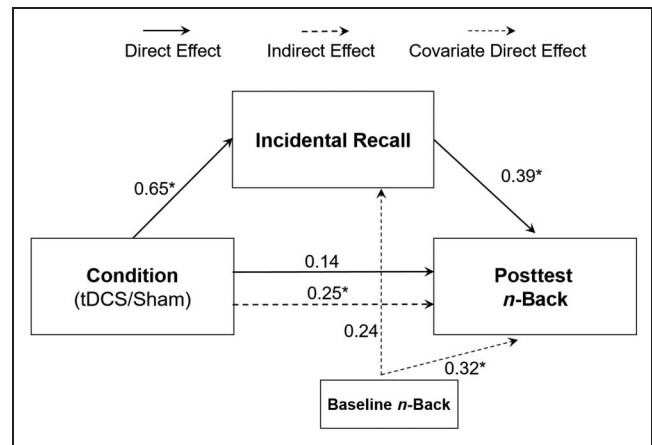 Direct Effect
Indirect Effect
Covariate Direct Effect
Incidental Recall
0.65*
0.39*
Condition
(tDCS/Sham)
0.14
0.25*
Posttest
n-Back
0.24
0.32*
Baseline n-Back